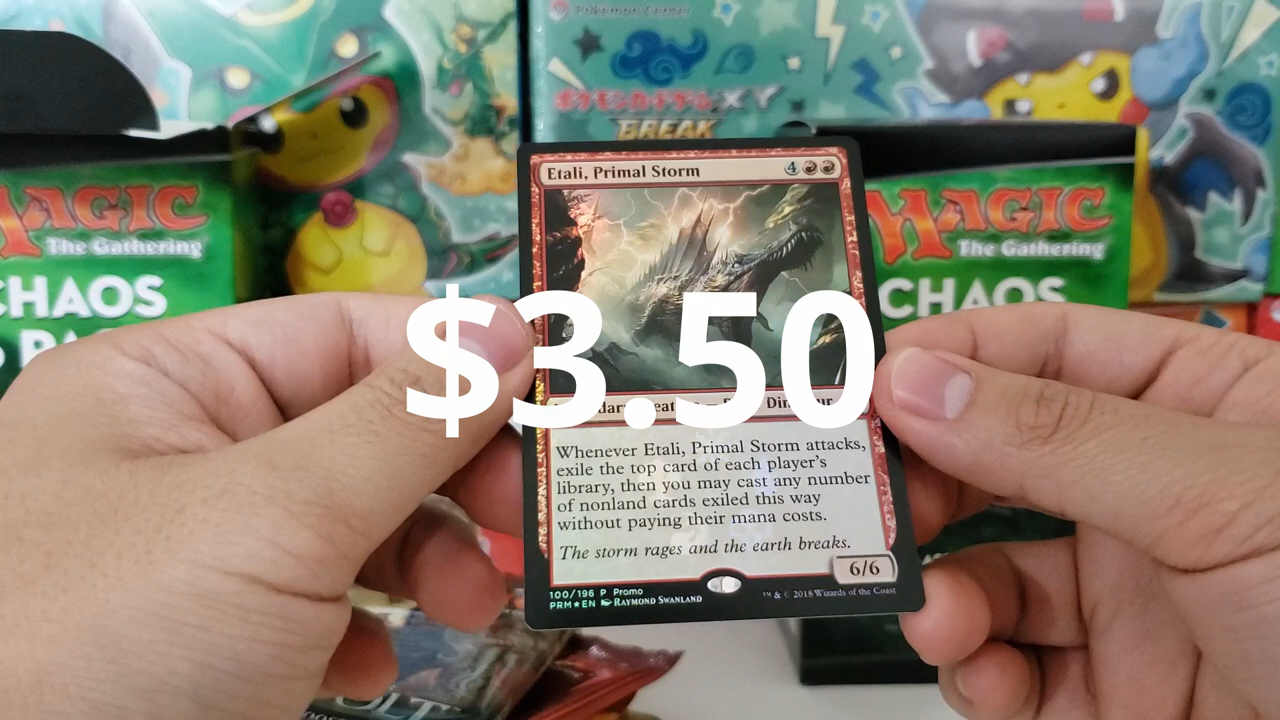 Pokémon Center
ポケモンカードゲーム XY
BREAK
MAGIC
The Gathering
CHAOS
MAGIC
The Gathering
CHAOS
Etali, Primal Storm 4
$3.50
Whenever Etali, Primal Storm attacks,
exile the top card of each player's
library, then you may cast any number
of nonland cards exiled this way
without paying their mana costs.
The storm rages and the earth breaks.
6/6
100/196 P Promo
PRM★EN RAYMOND SWANLAND
™ & © 2018 Wizards of the Coast